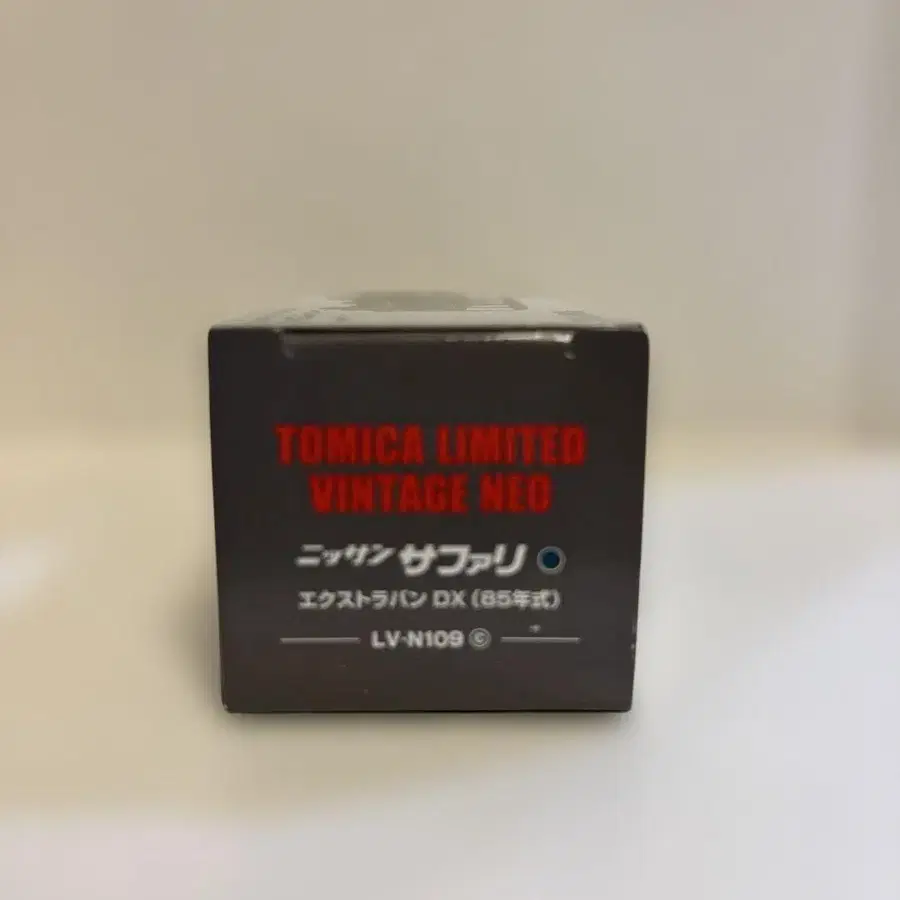 TOMICA LIMITED
VINTAGE NEO
ニッサン サファリ
エクストラバン DX (85年式)
LV-N109 ©